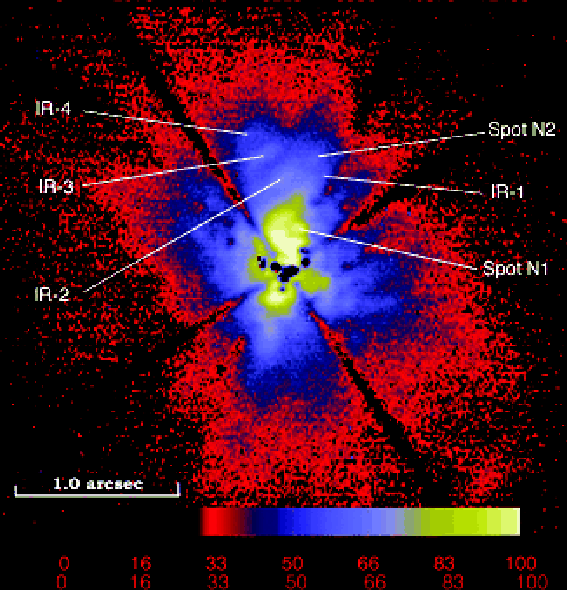 IR-4
Spot N2
IR-3
IR-1
Spot N1
IR-2
1.0 arcsec
0 16 33 50 66 83 100
0 16 33 50 66 83 100